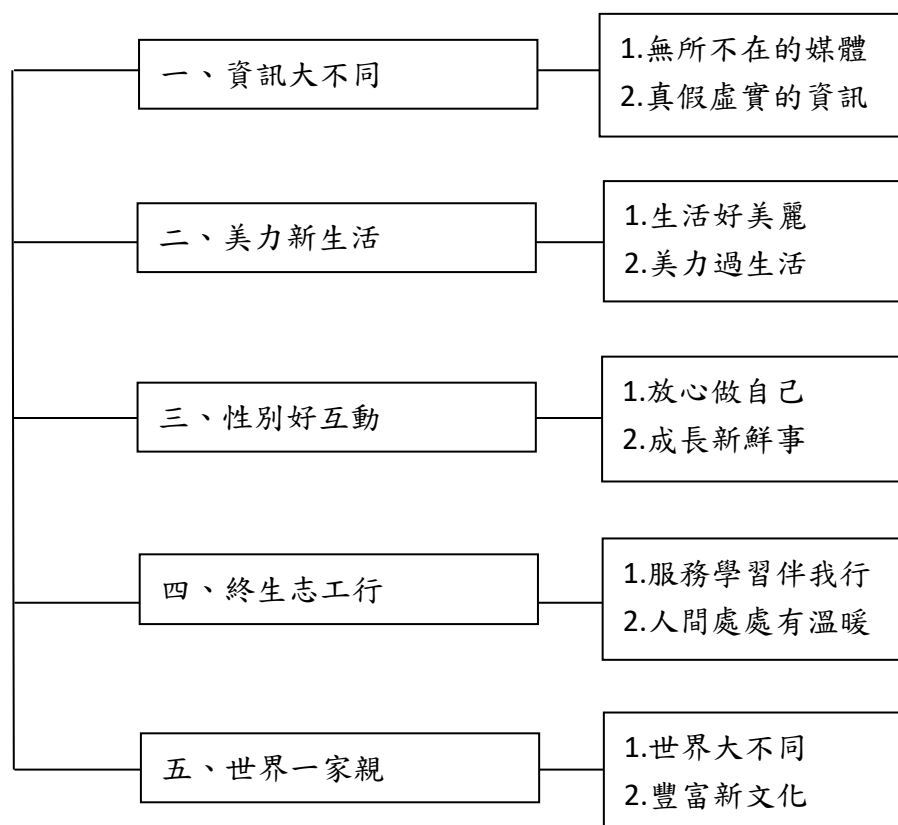 一、資訊大不同
1.無所不在的媒體
2.真假虛實的資訊
二、美力新生活
1.生活好美麗
2.美力過生活
三、性別好互動
1.放心做自己
2.成長新鮮事
四、終生志工行
1.服務學習伴我行
2.人間處處有溫暖
五、世界一家親
1.世界大不同
2.豐富新文化